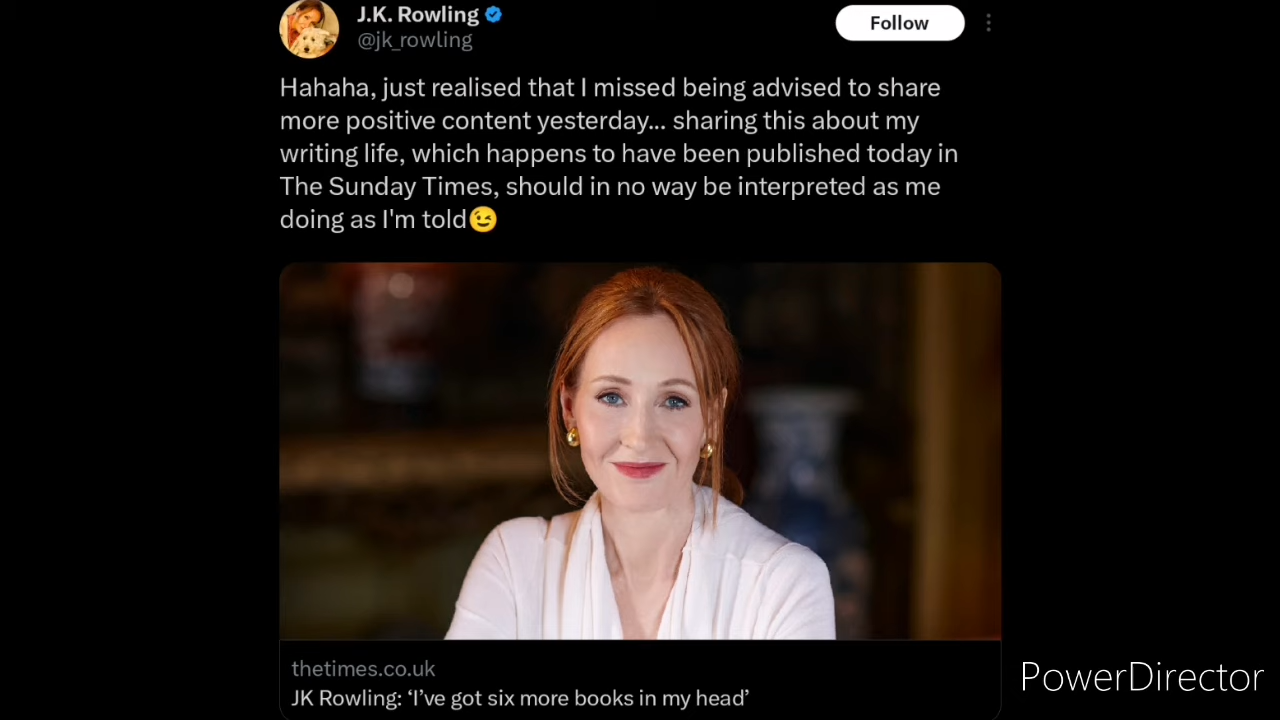 J.K. Rowling
@jk_rowling
Follow
Hahaha, just realised that I missed being advised to share
more positive content yesterday... sharing this about my
writing life, which happens to have been published today in
The Sunday Times, should in no way be interpreted as me
doing as I'm told😉
thetimes.co.uk
JK Rowling: ‘I’ve got six more books in my head’
PowerDirector